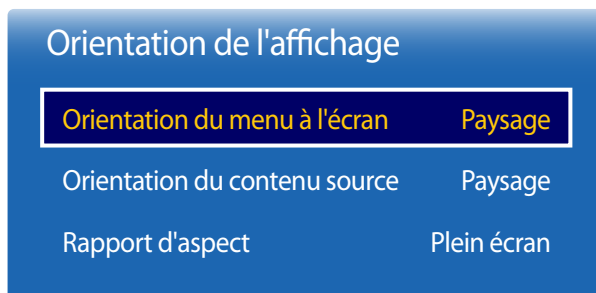 Orientation de l'affichage
Orientation du menu à l'écran Paysage
Orientation du contenu source Paysage
Rapport d'aspect Plein écran